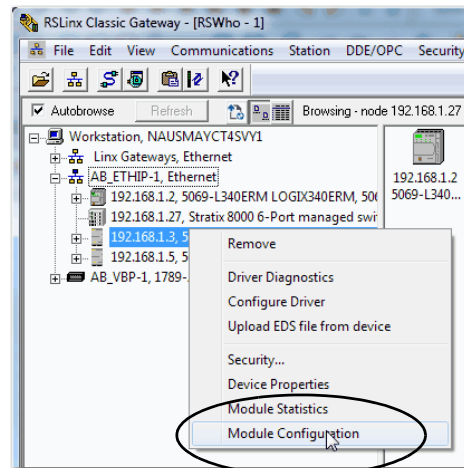 RSLinx Classic Gateway - [RSWho - 1]
File Edit View Communications Station DDE/OPC Security
Autobrowse Refresh Browsing - node 192.168.1.27
Workstation, NAUSMAYCT4SVY1
Linx Gateways, Ethernet
AB_ETHIP-1, Ethernet
192.168.1.2, 5069-L340ERM LOGIX340ERM, 506
192.168.1.27, Stratix 8000 6-Port managed swi
192.168.1.3, 5
192.168.1.5, 5
AB_VBP-1, 1789-
192.168.1.2
5069-L340...
Remove
Driver Diagnostics
Configure Driver
Upload EDS file from device
Security...
Device Properties
Module Statistics
Module Configuration